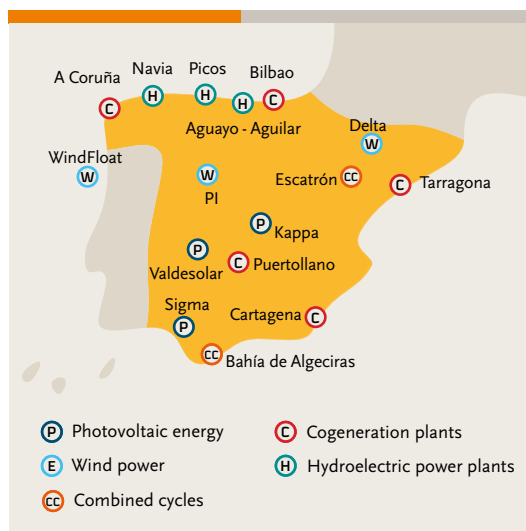 A Coruña
Navia
Picos
Bilbao
C
H
H
H
C
Aguayo - Aguilar
Delta
W
WindFloat
W
W
PI
Escatrón
CC
C
Tarragona
P
Kappa
P
Valdesolar
C
Puertollano
Sigma
P
Cartagena
C
CC
Bahía de Algeciras
P Photovoltaic energy
E Wind power
CC Combined cycles
C Cogeneration plants
H Hydroelectric power plants